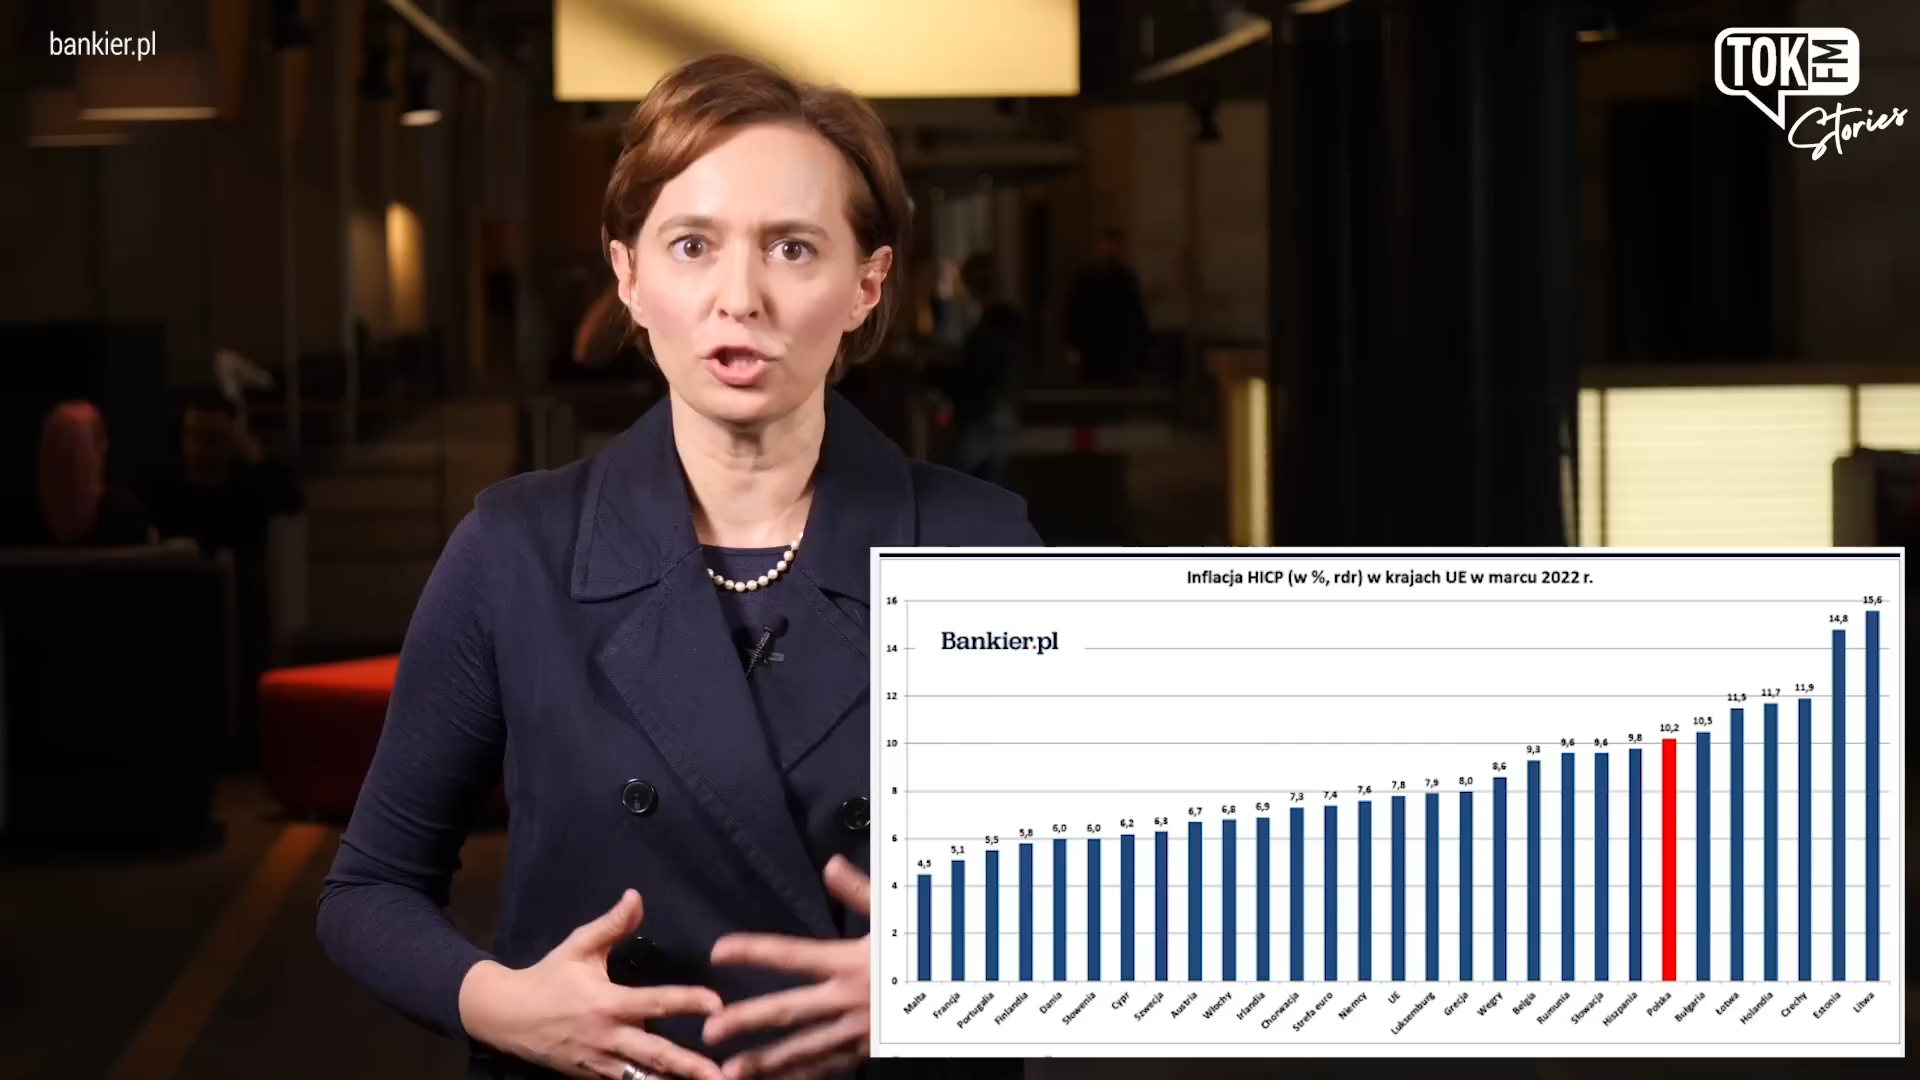 bankier.pl
TOK FM
Stories
Inflacja HICP (w %, rdr) w krajach UE w marcu 2022 r.
Bankier.pl
16
14
12
10
8
6
4
2
0
4,5
5,1
5,5
5,8
6,0
6,0
6,2
6,3
6,7
6,8
6,9
7,3
7,4
7,6
7,8
7,9
8,0
8,6
9,3
9,6
9,6
9,8
10,2
10,5
11,5
11,7
11,9
14,8
15,6
Malta
Francja
Portugalia
Finlandia
Dania
Słowenia
Cypr
Szwecja
Austria
Włochy
Irlandia
Chorwacja
Strefa euro
Niemcy
UE
Luksemburg
Grecja
Węgry
Belgia
Rumunia
Słowacja
Hiszpania
Polska
Bułgaria
Łotwa
Holandia
Czechy
Estonia
Litwa